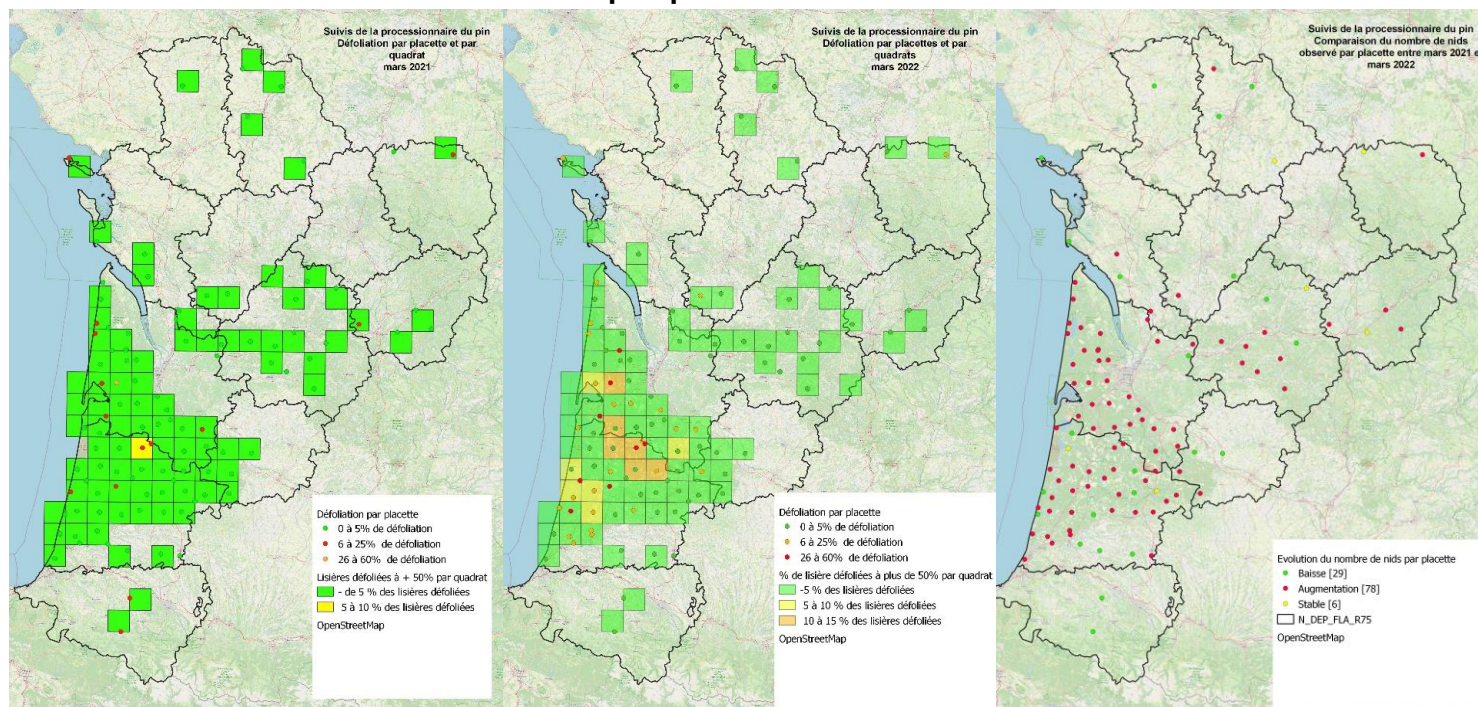 Suivis de la processionnaire du pin
Défoliation par placette et par
quadrat
mars 2021
Défoliation par placette
0 à 5% de défoliation
6 à 25% de défoliation
26 à 60% de défoliation
Lisières défoliées à + 50% par quadrat
- de 5 % des lisières défoliées
5 à 10 % des lisières défoliées
OpenStreetMap
Suivis de la processionnaire du pin
Défoliation par placettes et par
quadrats
mars 2022
Défoliation par placette
0 à 5% de défoliation
6 à 25% de défoliation
26 à 60% de défoliation
% de lisière défoliées à plus de 50% par quadrat
-5 % des lisières défoliées
5 à 10 % des lisières défoliées
10 à 15 % des lisières défoliées
OpenStreetMap
Suivis de la processionnaire du pin
Comparaison du nombre de nids
observé par placette entre mars 2021 e
mars 2022
Evolution du nombre de nids par placette
Baisse [29]
Augmentation [78]
Stable [6]
N_DEP_FLA_R75
OpenStreetMap